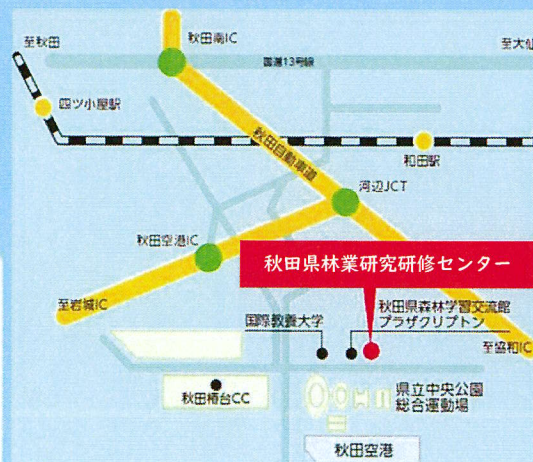 秋田南IC
至秋田
至大仙
国道13号線
四ツ小屋駅
秋田自動車道
和田駅
河辺JCT
秋田空港IC
秋田県林業研究研修センター
至岩城IC
秋田県森林学習交流館
プラザクリプトン
国際教養大学
至協和IC
秋田椿台CC
県立中央公園
総合運動場
秋田空港